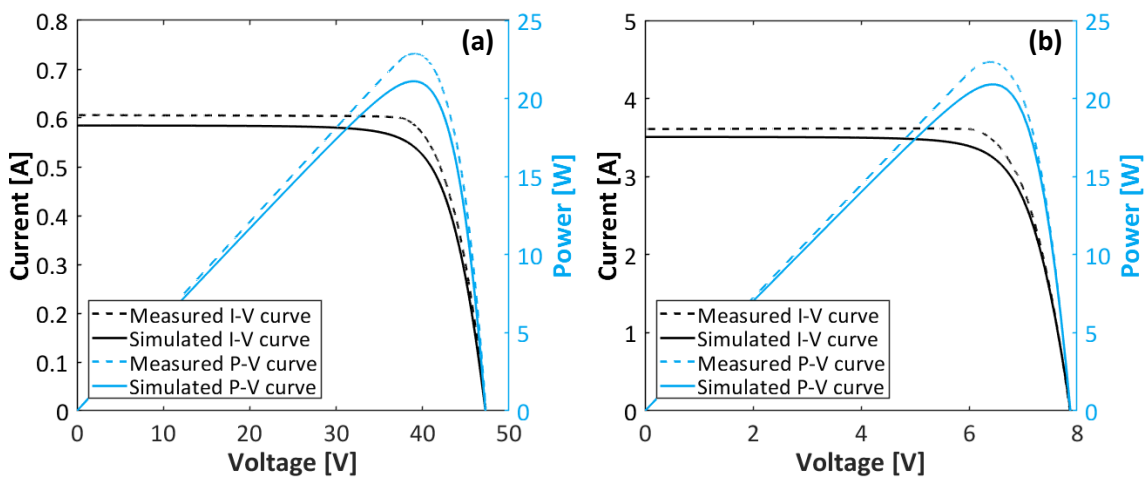 (a)
0.8
0.7
0.6
0.5
0.4
0.3
0.2
0.1
0
Current [A]
25
20
15
10
5
0
Power [W]
Measured I-V curve
Simulated I-V curve
Measured P-V curve
Simulated P-V curve
0 10 20 30 40 50
Voltage [V]
(b)
5
4
3
2
1
0
Current [A]
25
20
15
10
5
0
Power [W]
Measured I-V curve
Simulated I-V curve
Measured P-V curve
Simulated P-V curve
0 2 4 6 8
Voltage [V]